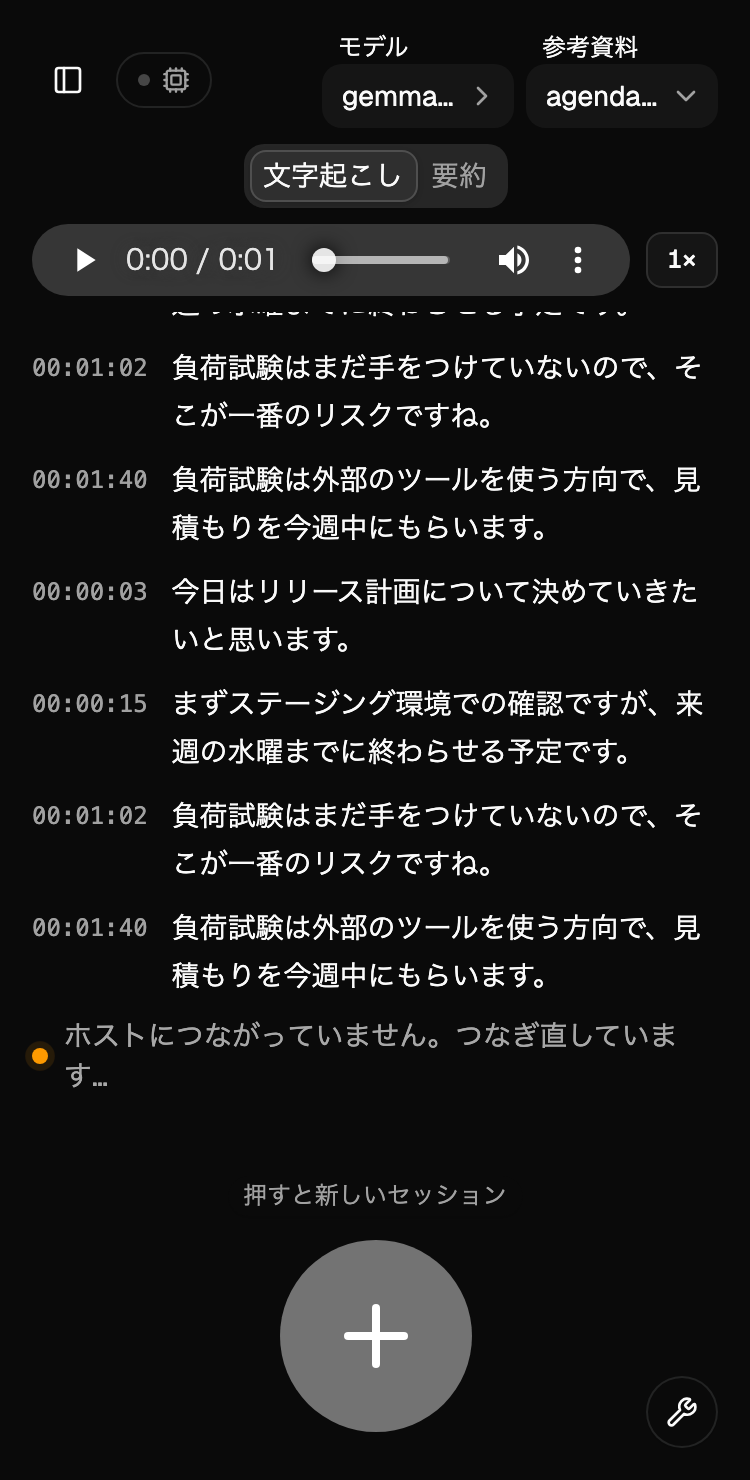 モデル
参考資料
gemma…
agenda…
文字起こし
要約
0:00 / 0:01
1×
00:01:02
負荷試験はまだ手をつけていないので、そ
こが一番のリスクですね。
00:01:40
負荷試験は外部のツールを使う方向で、見
積もりを今週中にもらいます。
00:00:03
今日はリリース計画について決めていきた
いと思います。
00:00:15
まずステージング環境での確認ですが、来
週の水曜までに終わらせる予定です。
00:01:02
負荷試験はまだ手をつけていないので、そ
こが一番のリスクですね。
00:01:40
負荷試験は外部のツールを使う方向で、見
積もりを今週中にもらいます。
ホストにつながっていません。つなぎ直していま
す…
押すと新しいセッション